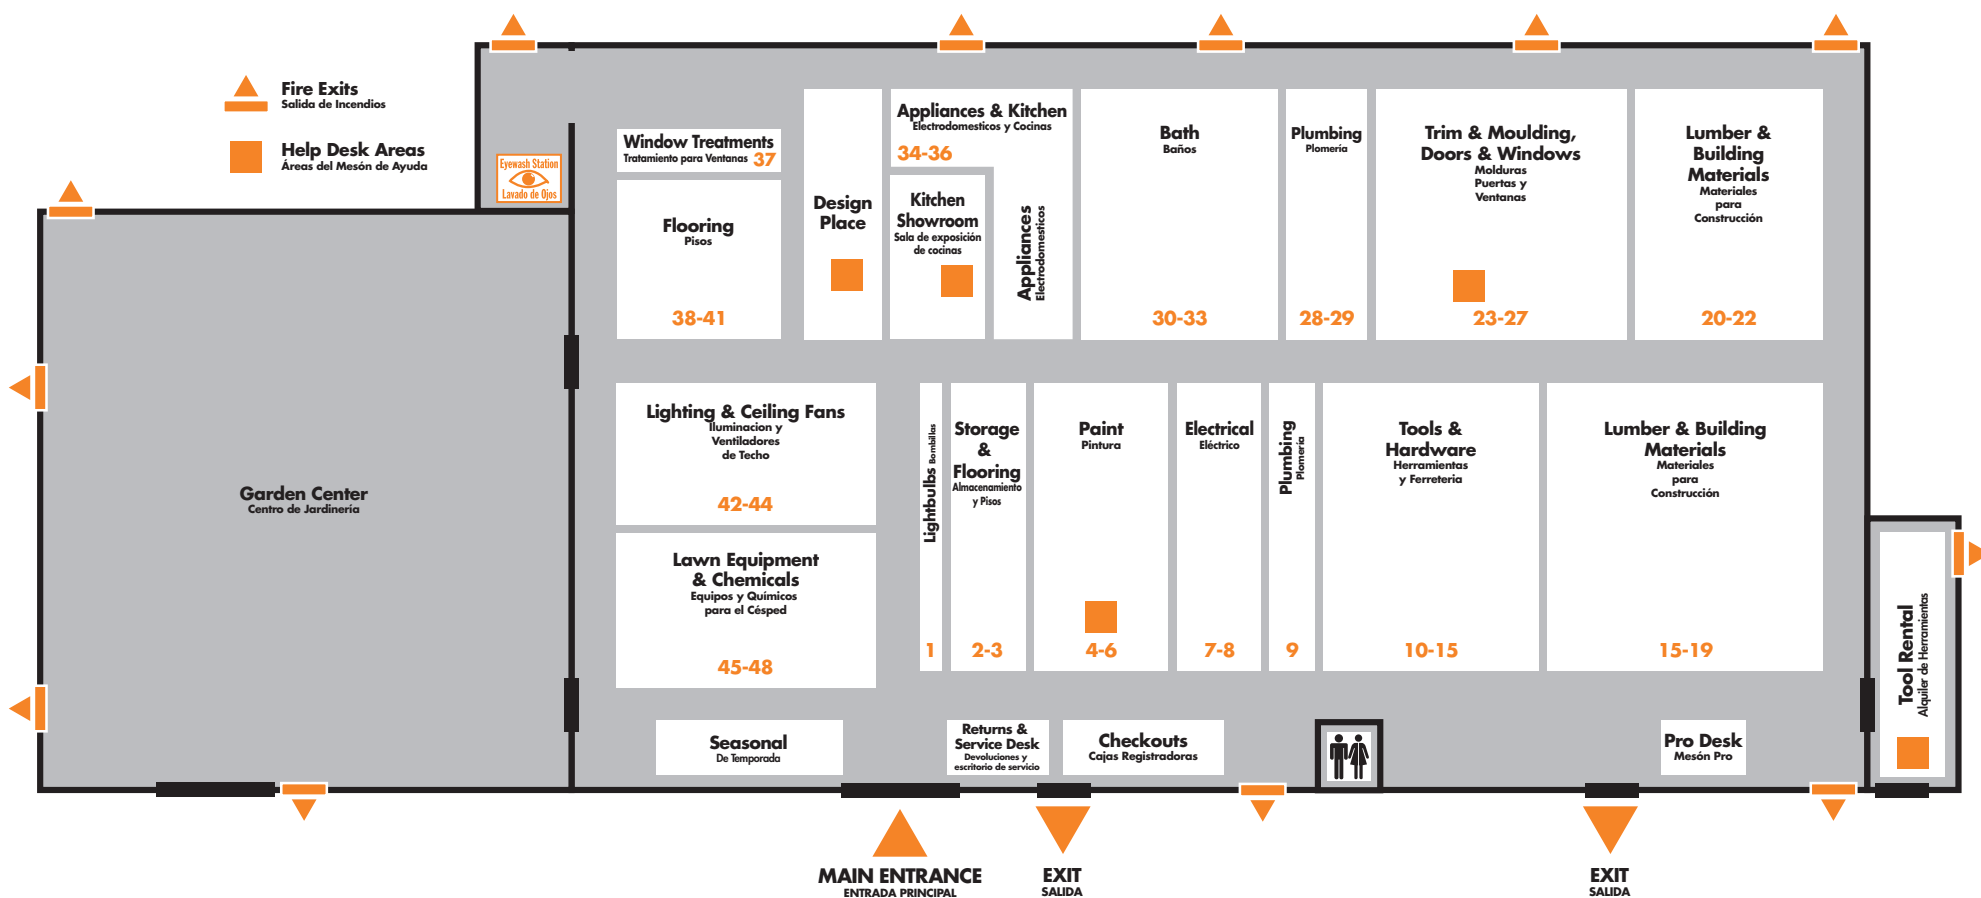 Fire Exits
Salida de Incendios
Help Desk Areas
Áreas del Mesón de Ayuda
Eyewash Station
Lavado de Ojos
Window Treatments
Tratamiento para Ventanas 37
Flooring
Pisos
38-41
Design
Place
Appliances & Kitchen
Electrodomesticos y Cocinas
34-36
Kitchen
Showroom
Sala de exposición
de cocinas
Appliances
Electrodomesticos
Bath
Baños
30-33
Plumbing
Plomería
28-29
Trim & Moulding,
Doors & Windows
Molduras
Puertas y
Ventanas
23-27
Lumber &
Building
Materials
Materiales
para
Construcción
20-22
Garden Center
Centro de Jardinería
Lighting & Ceiling Fans
Iluminacion y
Ventiladores
de Techo
42-44
Lawn Equipment
& Chemicals
Equipos y Químicos
para el Césped
45-48
Lightbulbs Bombillas
1
Storage
&
Flooring
Almacenamiento
y Pisos
2-3
Paint
Pintura
4-6
Electrical
Eléctrico
7-8
Plumbing
Plomería
9
Tools &
Hardware
Herramientas
y Ferreteria
10-15
Lumber & Building
Materials
Materiales
para
Construcción
15-19
Tool Rental
Alquiler de Herramientas
Seasonal
De Temporada
Returns &
Service Desk
Devoluciones y
escritorio de servicio
Checkouts
Cajas Registradoras
Pro Desk
Mesón Pro
MAIN ENTRANCE
ENTRADA PRINCIPAL
EXIT
SALIDA
EXIT
SALIDA